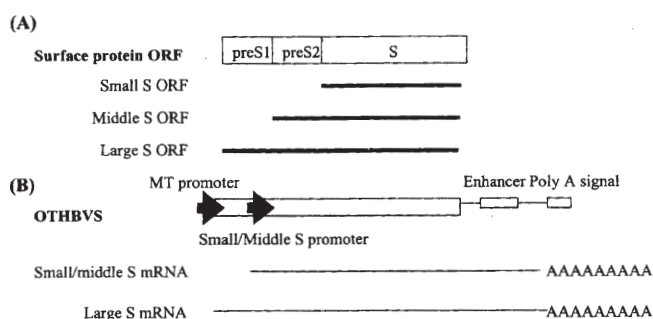 (A)
Surface protein ORF preS1 preS2 S
Small S ORF
Middle S ORF
Large S ORF
(B)
MT promoter Enhancer Poly A signal
OTHBVS
Small/Middle S promoter
Small/middle S mRNA AAAAAAAAA
Large S mRNA AAAAAAAAA